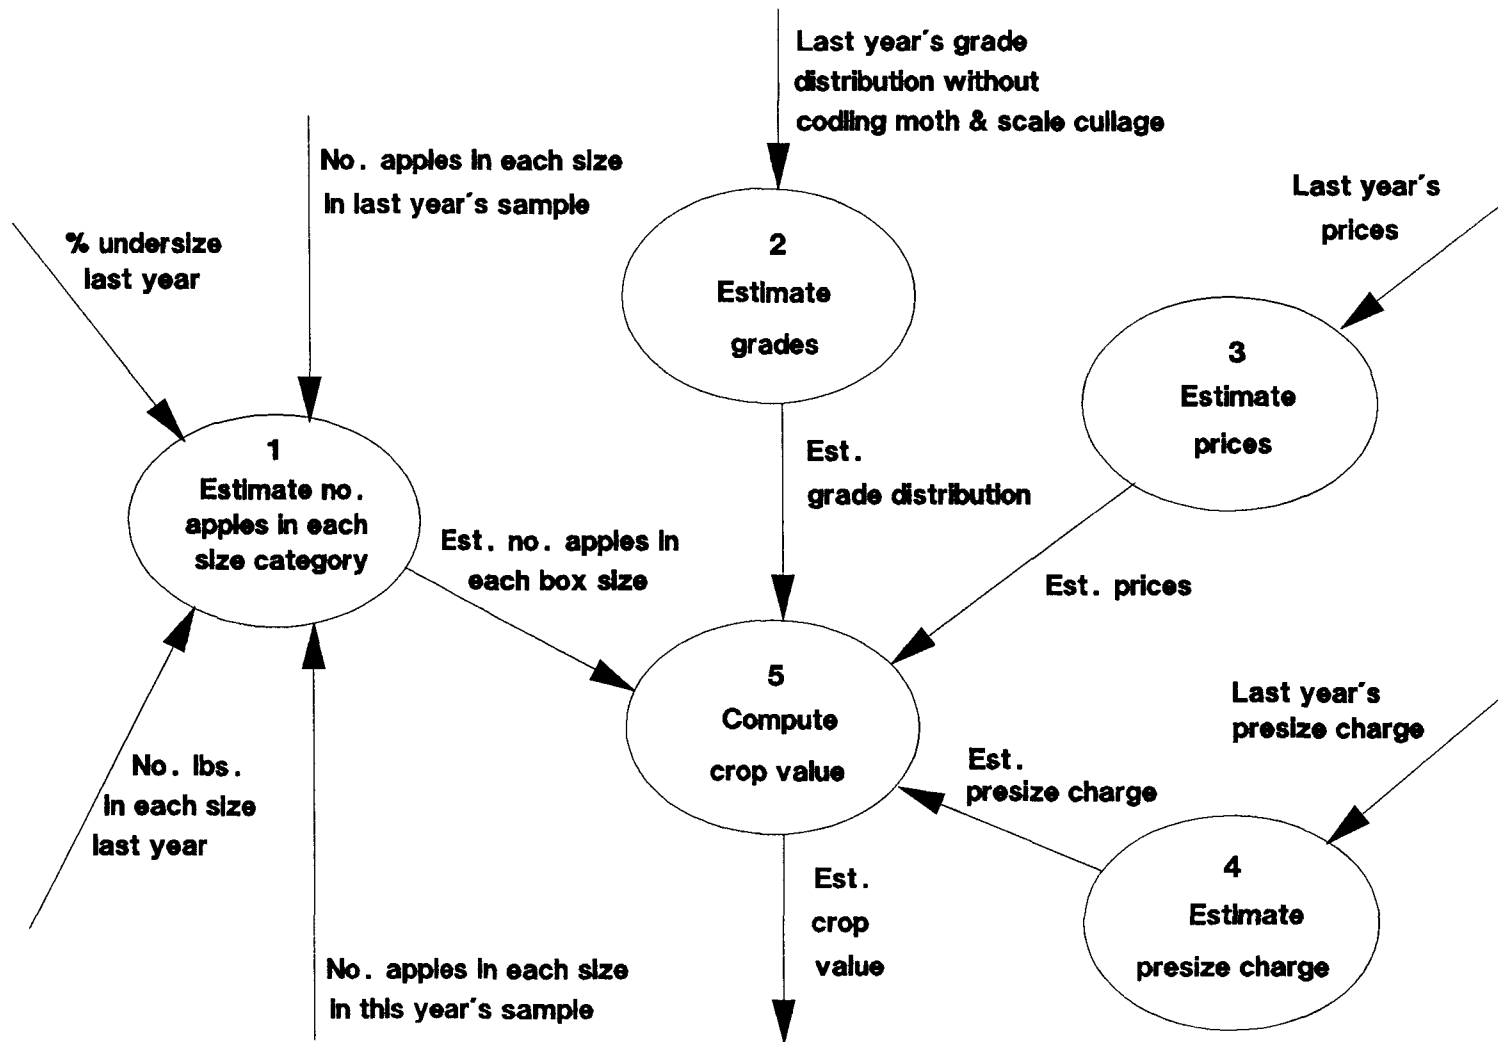 Last year's grade
distribution without
codling moth & scale cullage
No. apples in each size
in last year's sample
% undersize
last year
Last year's
prices
2
Estimate
grades
3
Estimate
prices
1
Estimate no.
apples in each
size category
Est.
grade distribution
Est. no. apples in
each box size
Est. prices
5
Compute
crop value
Last year's
presize charge
Est.
presize charge
No. lbs.
in each size
last year
4
Estimate
presize charge
Est.
crop
value
No. apples in each size
in this year's sample